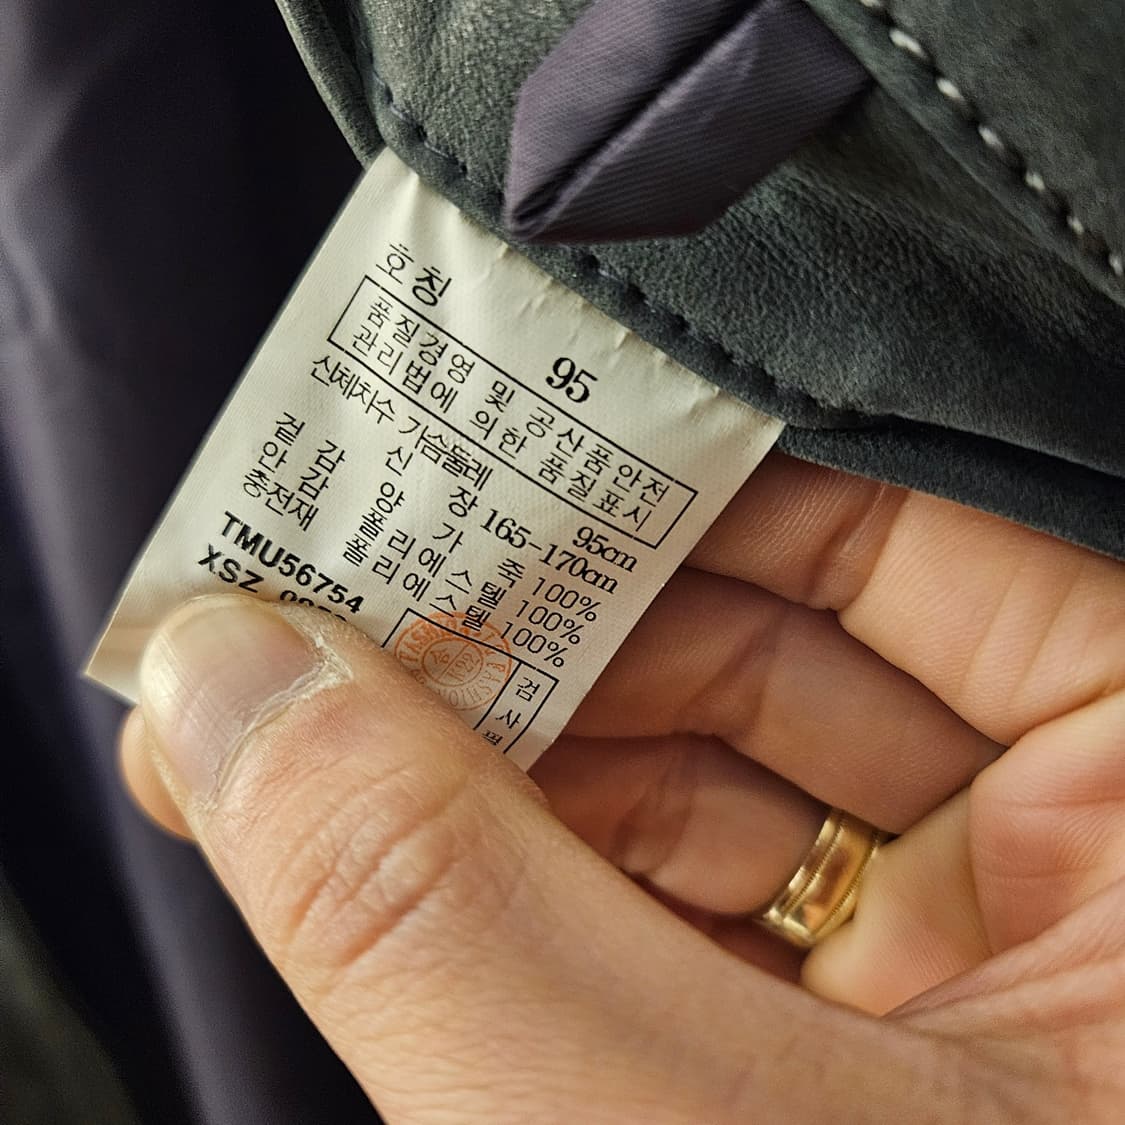 호칭 95
품질경영 및 공산품안전
관리법에 의한 품질표시
신체치수 가슴둘레 95cm
신장 165-170cm
겉감 양가죽 100%
안감 폴리에스텔 100%
충전재 폴리에스텔 100%
TMU56754
XSZ
검사필